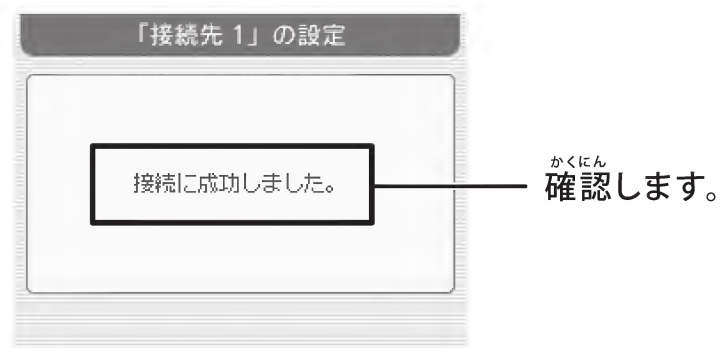 「接続先 1」の設定
接続に成功しました。
かくにん
確認します。